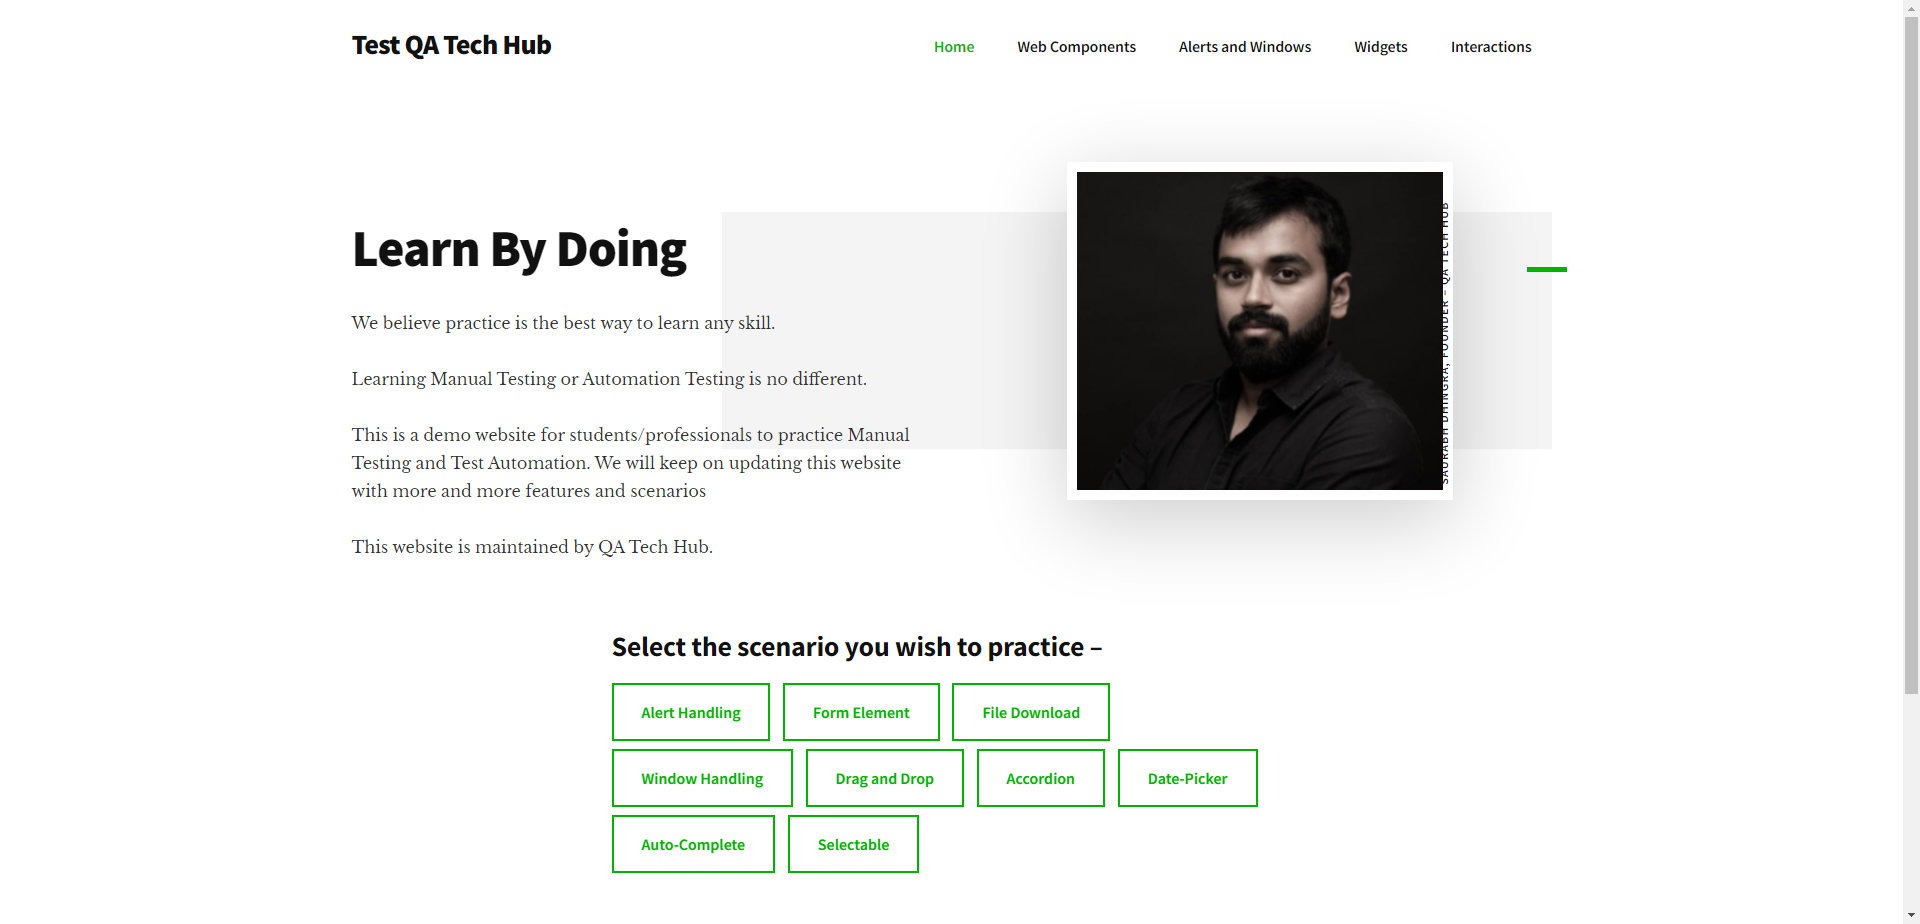 Test QA Tech Hub
Home
Web Components
Alerts and Windows
Widgets
Interactions
Learn By Doing
We believe practice is the best way to learn any skill.
Learning Manual Testing or Automation Testing is no different.
This is a demo website for students/professionals to practice Manual
Testing and Test Automation. We will keep on updating this website
with more and more features and scenarios
This website is maintained by QA Tech Hub.
SAURABH DHINGRA, FOUNDER – QA TECH HUB
Select the scenario you wish to practice –
Alert Handling
Form Element
File Download
Window Handling
Drag and Drop
Accordion
Date-Picker
Auto-Complete
Selectable